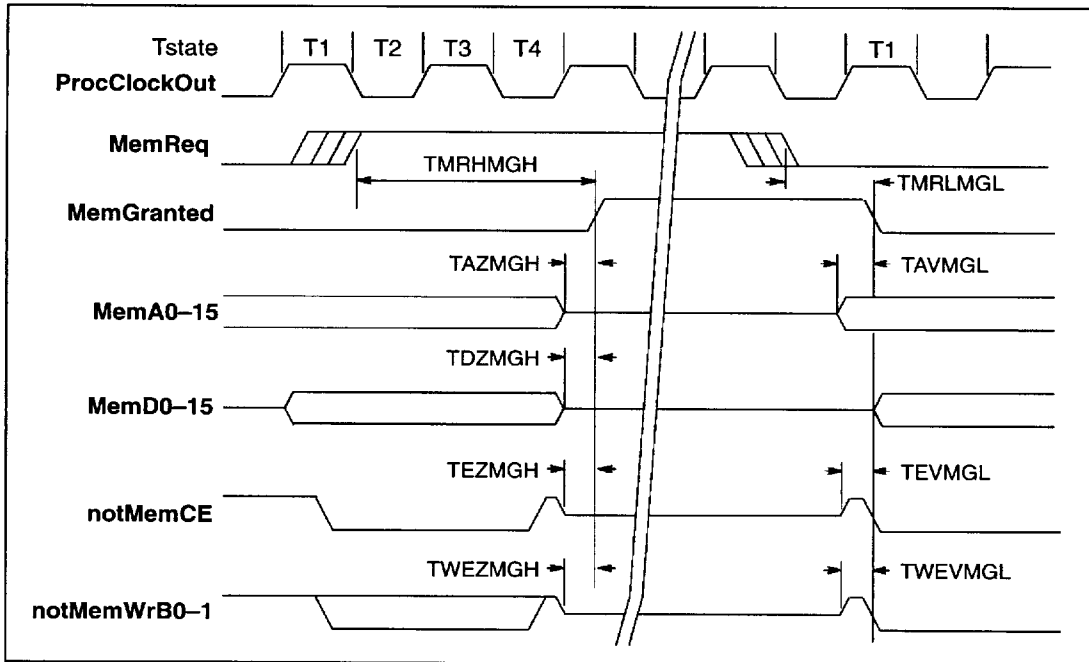 Tstate T1 T2 T3 T4 T1
ProcClockOut
MemReq
TMRHMGH
TMRLMGL
MemGranted
TAZMGH TAVMGL
MemA0–15
TDZMGH
MemD0–15
TEZMGH TEVMGL
notMemCE
TWEZMGH TWEVMGL
notMemWrB0–1